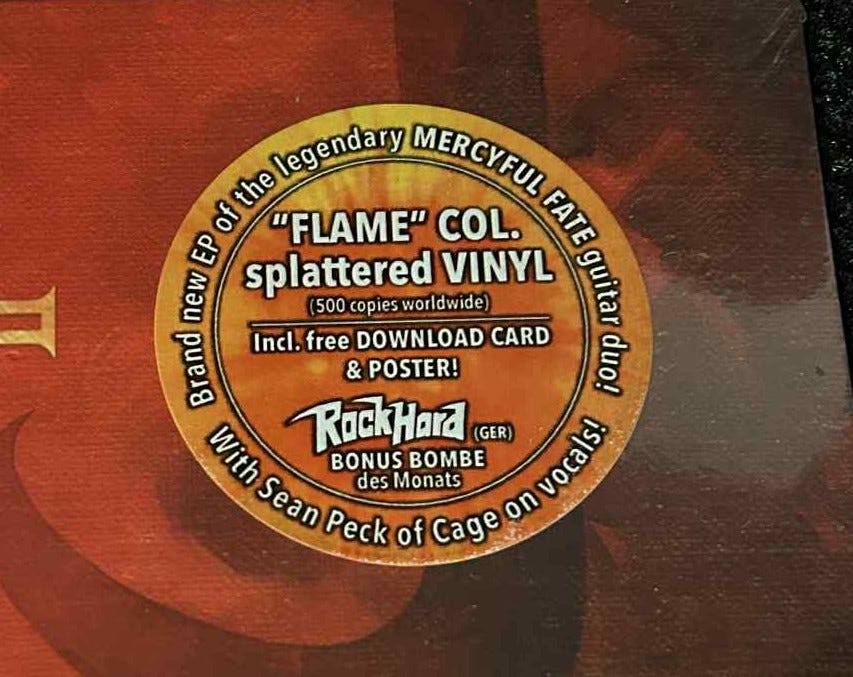 Brand new EP of the legendary MERCYFUL FATE guitar duo!
"FLAME" COL.
splattered VINYL
(500 copies worldwide)
Incl. free DOWNLOAD CARD
& POSTER!
RockHard (GER)
BONUS BOMBE
des Monats
With Sean Peck of Cage on vocals!